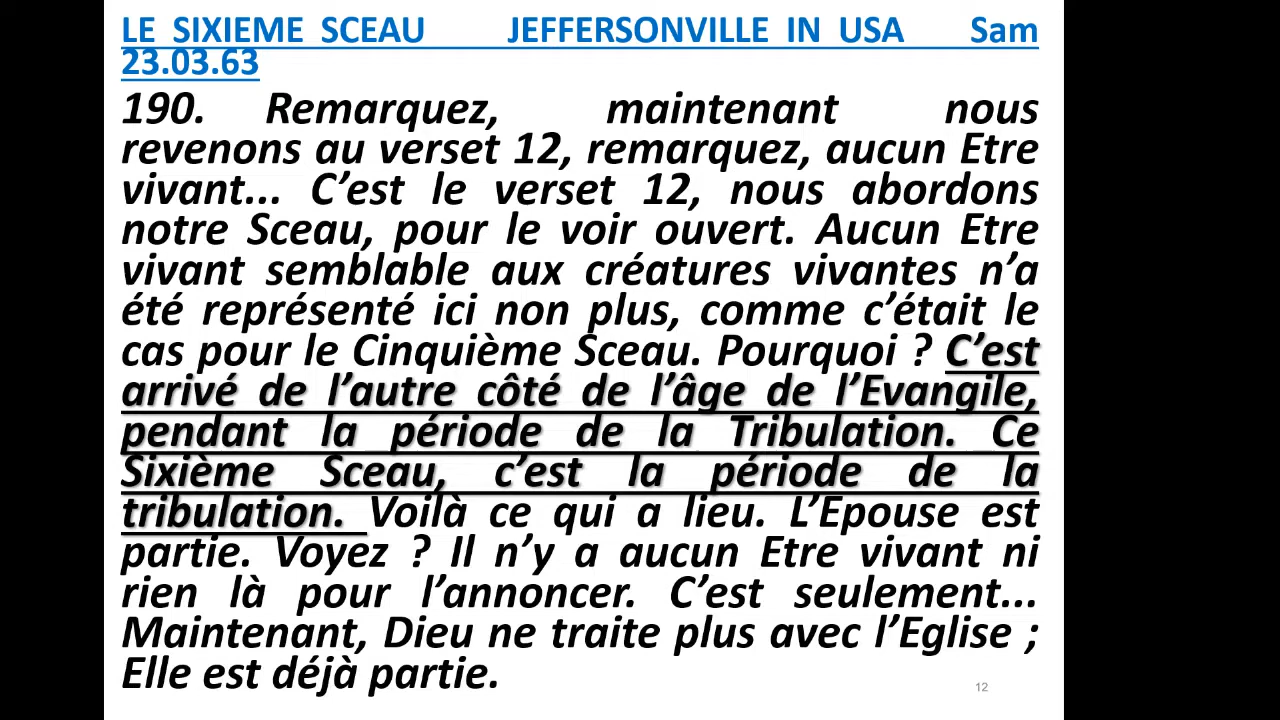 LE SIXIEME SCEAU JEFFERSONVILLE IN USA Sam
23.03.63
190. Remarquez, maintenant nous
revenons au verset 12, remarquez, aucun Etre
vivant... C’est le verset 12, nous abordons
notre Sceau, pour le voir ouvert. Aucun Etre
vivant semblable aux créatures vivantes n’a
été représenté ici non plus, comme c’était le
cas pour le Cinquième Sceau. Pourquoi ? C’est
arrivé de l’autre côté de l’âge de l’Evangile,
pendant la période de la Tribulation. Ce
Sixième Sceau, c’est la période de la
tribulation. Voilà ce qui a lieu. L’Epouse est
partie. Voyez ? Il n’y a aucun Etre vivant ni
rien là pour l’annoncer. C’est seulement...
Maintenant, Dieu ne traite plus avec l’Eglise ;
Elle est déjà partie.
12